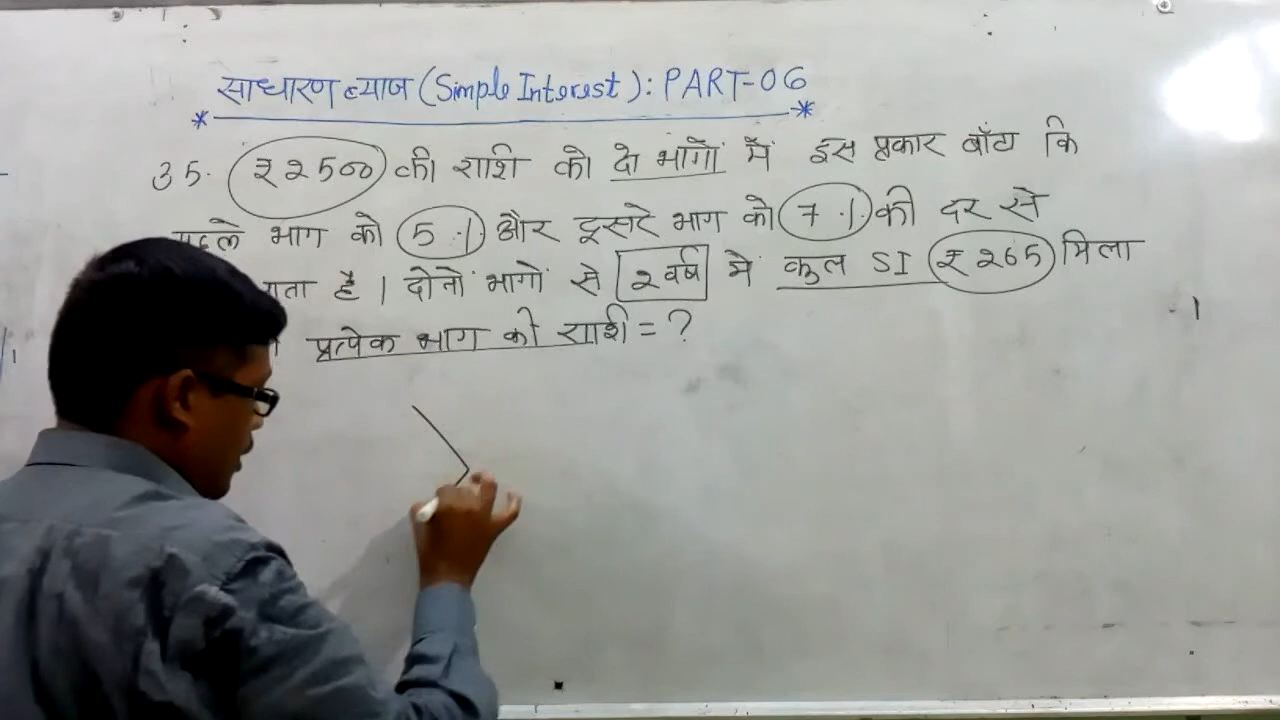 साधारण ब्याज (Simple Interest): PART-06
35. ₹2500 की राशि को दो भागों में इस प्रकार बाँटा कि
भाग को 5% और दूसरे भाग को 7% की दर से
है। दोनों भागों से 2 वर्ष में कुल SI ₹265 मिला
प्रत्येक भाग की राशि = ?